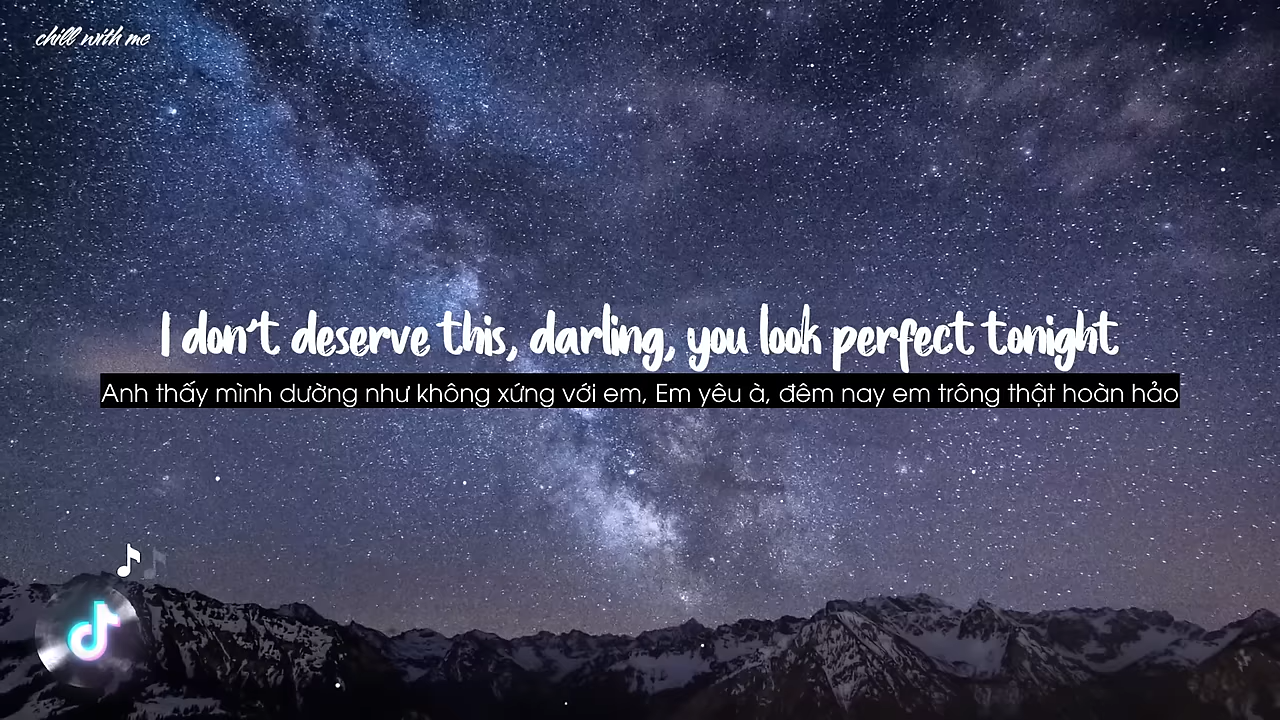 chill with me
I don't deserve this, darling, you look perfect tonight
Anh thấy mình dường như không xứng với em, Em yêu à, đêm nay em trông thật hoàn hảo